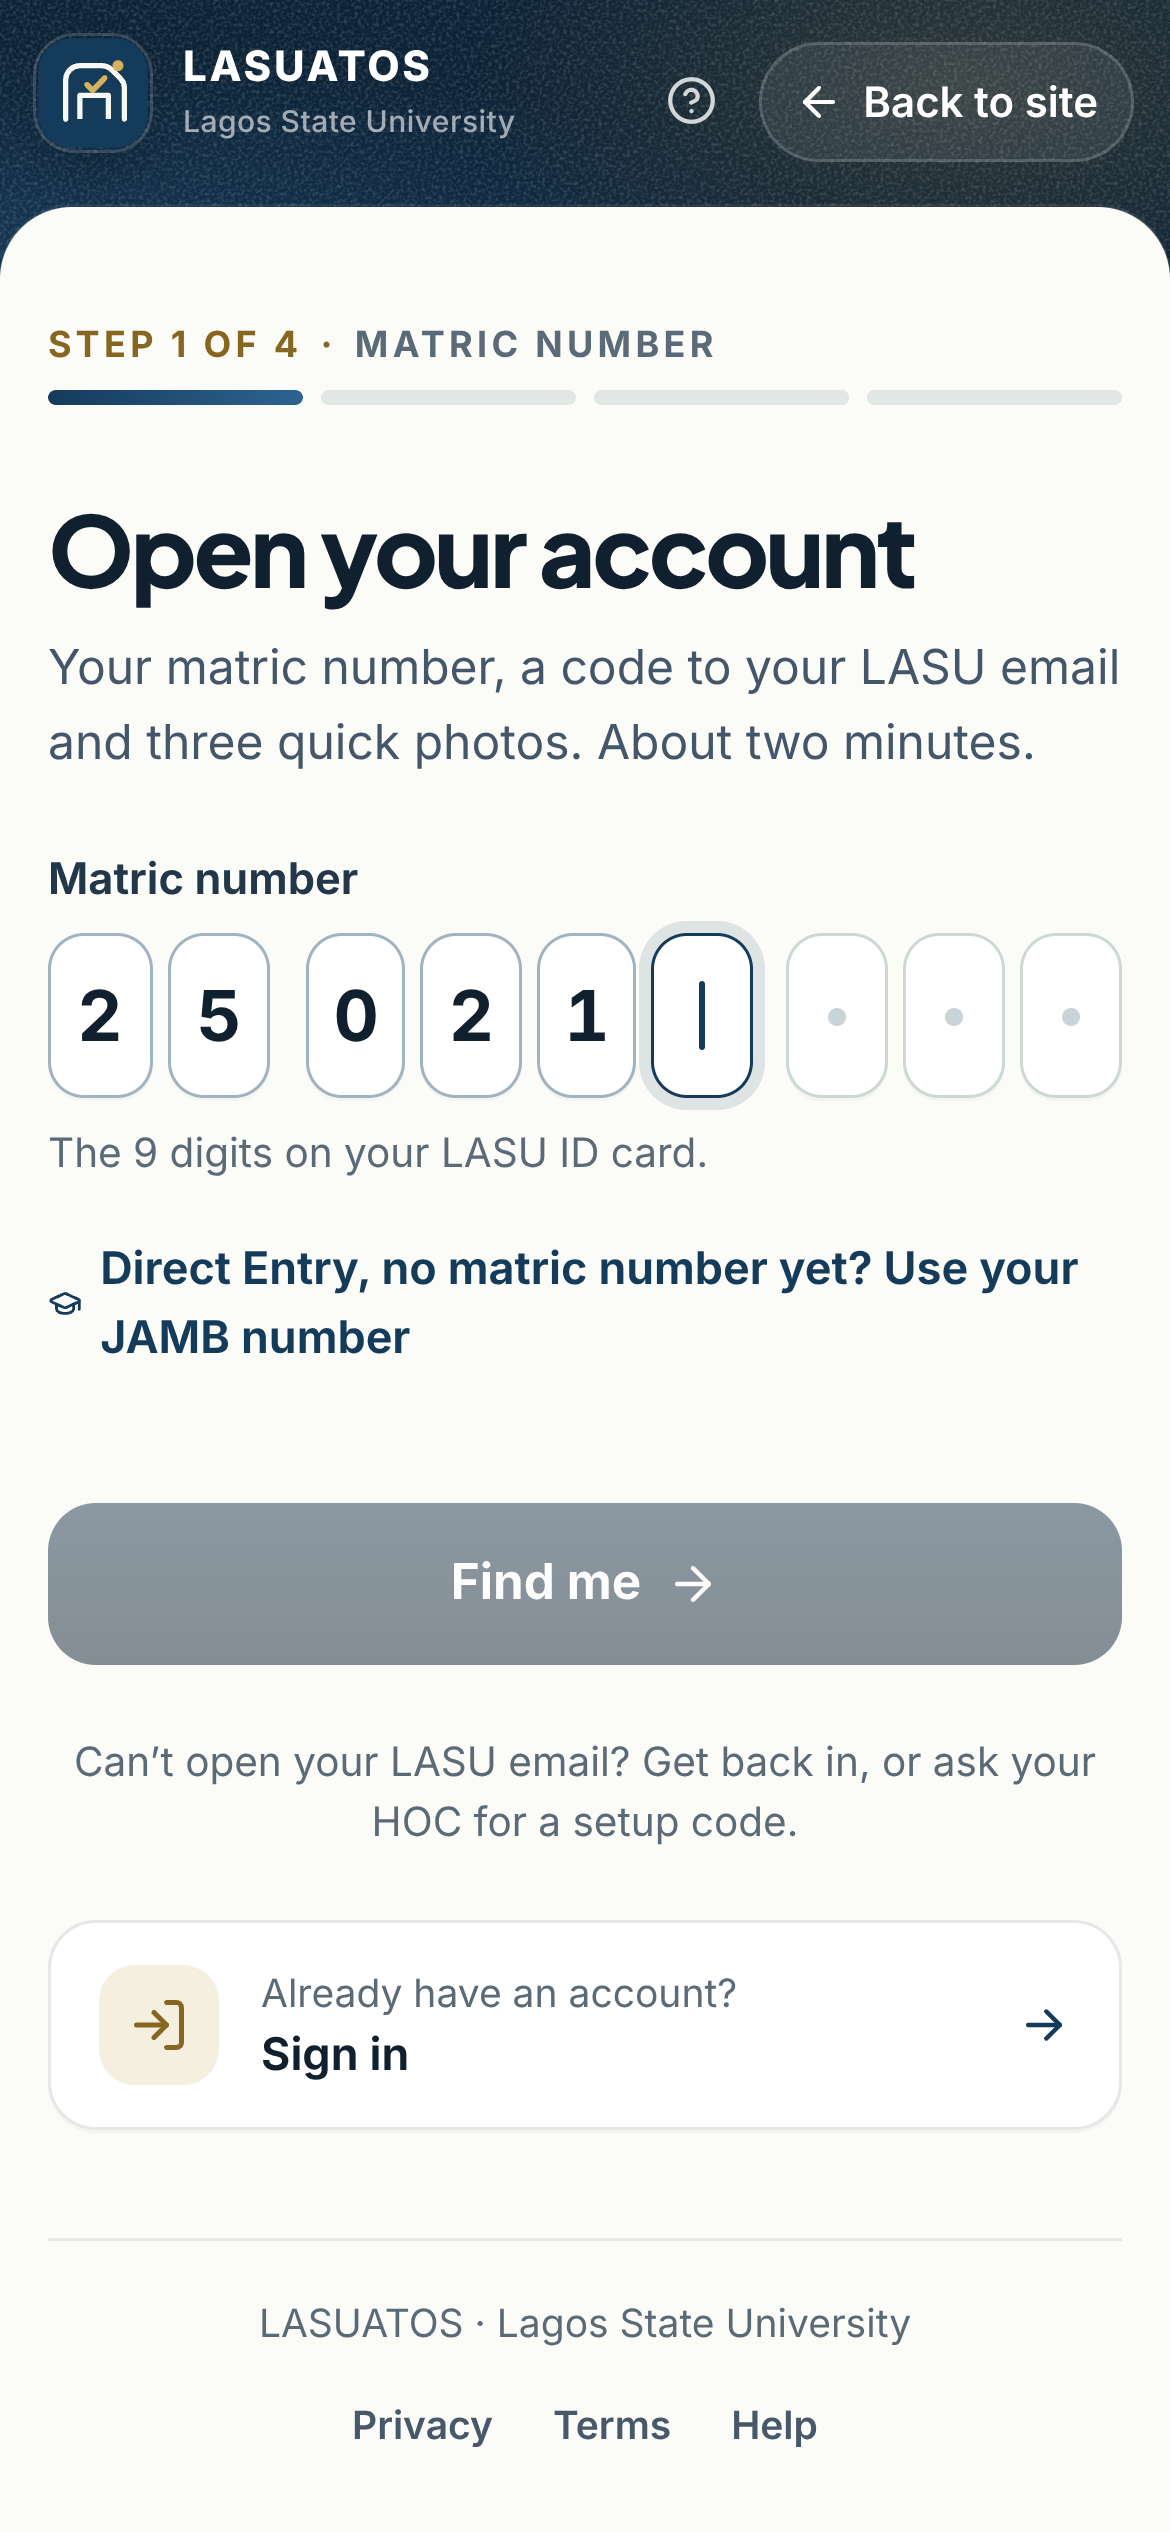 LASUATOS
Lagos State University
Back to site
STEP 1 OF 4 · MATRIC NUMBER
Open your account
Your matric number, a code to your LASU email
and three quick photos. About two minutes.
Matric number
2 5 0 2 1
The 9 digits on your LASU ID card.
Direct Entry, no matric number yet? Use your
JAMB number
Find me
Can’t open your LASU email? Get back in, or ask your
HOC for a setup code.
Already have an account?
Sign in
LASUATOS · Lagos State University
Privacy Terms Help